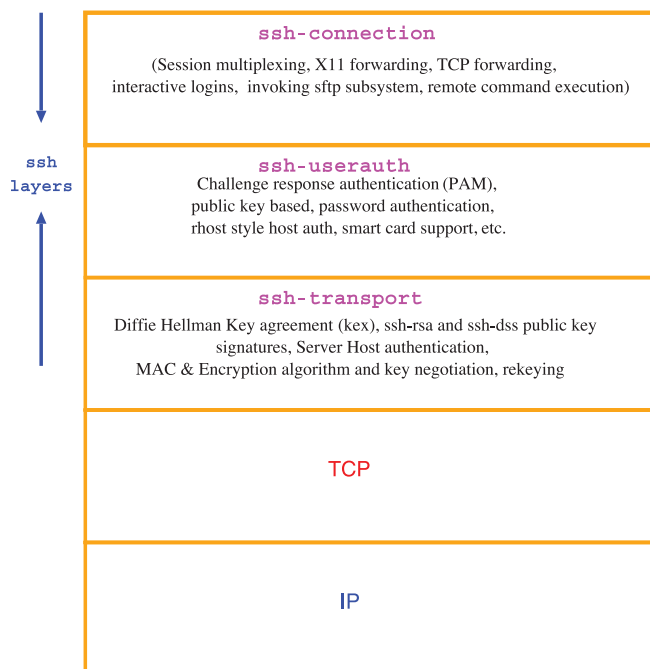 ssh-connection
(Session multiplexing, X11 forwarding, TCP forwarding,
interactive logins, invoking sftp subsystem, remote command execution)
ssh
layers
ssh-userauth
Challenge response authentication (PAM),
public key based, password authentication,
rhost style host auth, smart card support, etc.
ssh-transport
Diffie Hellman Key agreement (kex), ssh-rsa and ssh-dss public key
signatures, Server Host authentication,
MAC & Encryption algorithm and key negotiation, rekeying
TCP
IP